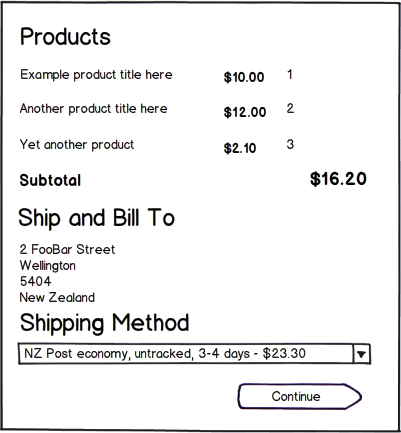 Products
Example product title here $10.00 1
Another product title here $12.00 2
Yet another product $2.10 3
Subtotal $16.20
Ship and Bill To
2 FooBar Street
Wellington
5404
New Zealand
Shipping Method
NZ Post economy, untracked, 3-4 days - $23.30
Continue